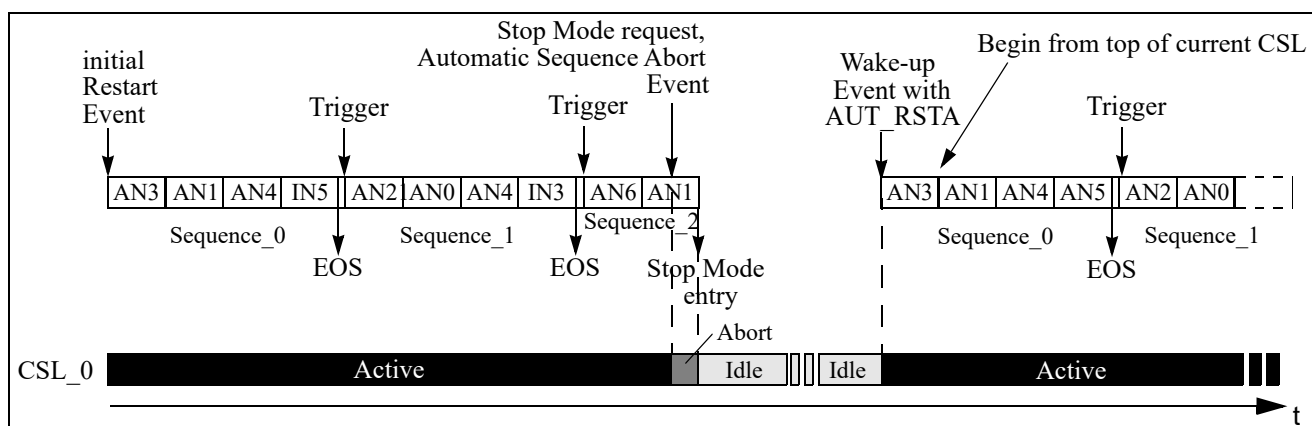 initial
Restart
Event
Trigger
Stop Mode request,
Automatic Sequence Abort
Event
Trigger
Wake-up
Event with
AUT_RSTA
Begin from top of current CSL
Trigger
AN3 AN1 AN4 IN5 AN21 AN0 AN4 IN3 AN6 AN1
AN3 AN1 AN4 AN5 AN2 AN0
Sequence_0
EOS
Sequence_1
EOS
Sequence_2
Stop Mode
entry
Sequence_0
EOS
Sequence_1
Abort
CSL_0
Active
Idle
Idle
Active
t